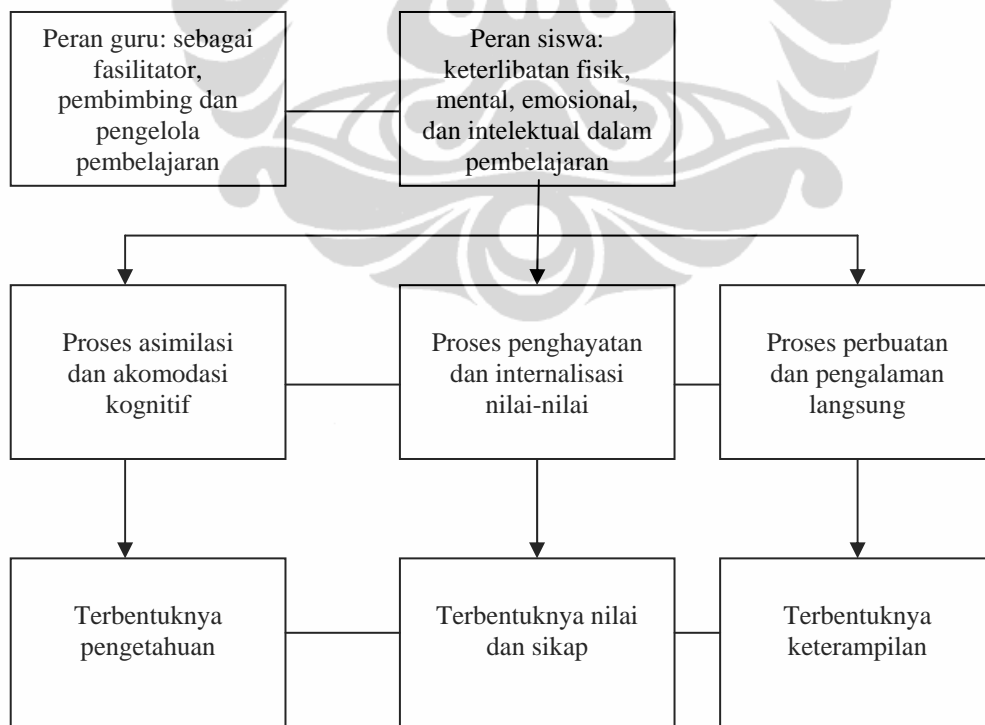 Peran guru: sebagai
fasilitator,
pembimbing dan
pengelola
pembelajaran
Peran siswa:
keterlibatan fisik,
mental, emosional,
dan intelektual dalam
pembelajaran
Proses asimilasi
dan akomodasi
kognitif
Proses penghayatan
dan internalisasi
nilai-nilai
Proses perbuatan
dan pengalaman
langsung
Terbentuknya
pengetahuan
Terbentuknya nilai
dan sikap
Terbentuknya
keterampilan